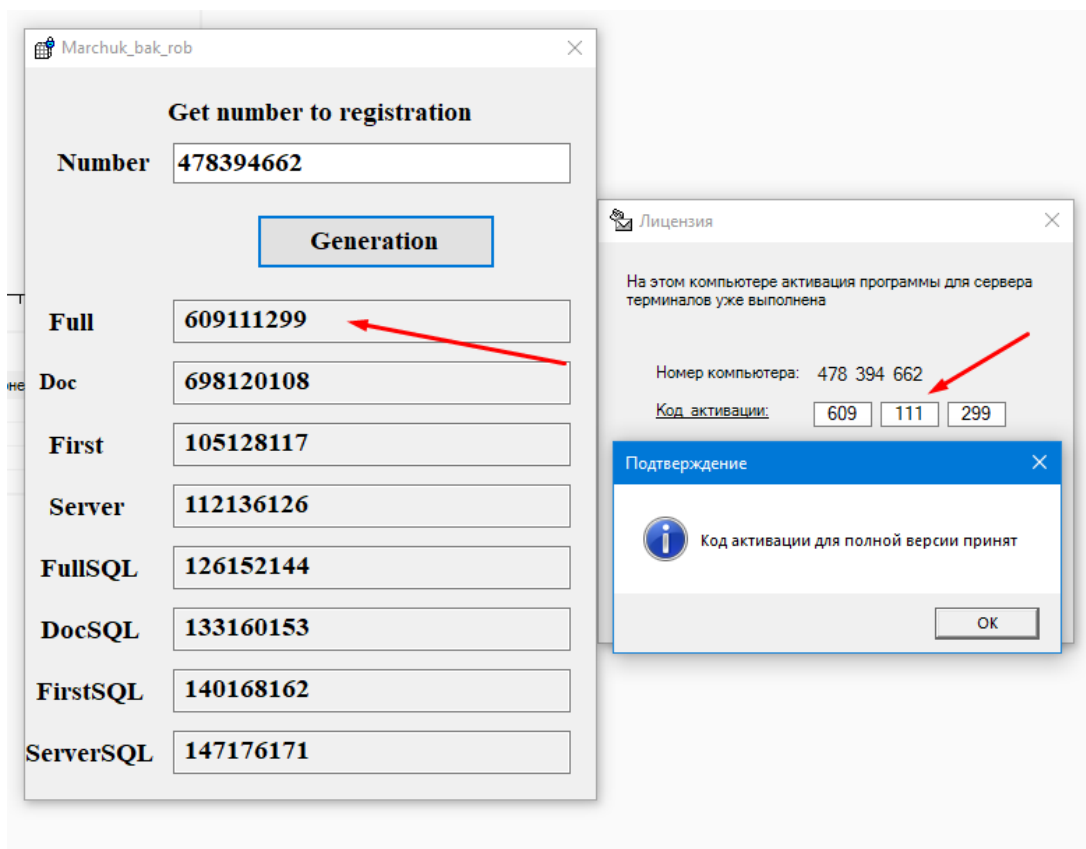 Marchuk_bak_rob
Get number to registration
Number 478394662
Generation
Full 609111299
Doc 698120108
First 105128117
Server 112136126
FullSQL 126152144
DocSQL 133160153
FirstSQL 140168162
ServerSQL 147176171
Лицензия
На этом компьютере активация программы для сервера
терминалов уже выполнена
Номер компьютера: 478 394 662
Код активации: 609 111 299
Подтверждение
Код активации для полной версии принят
ОК